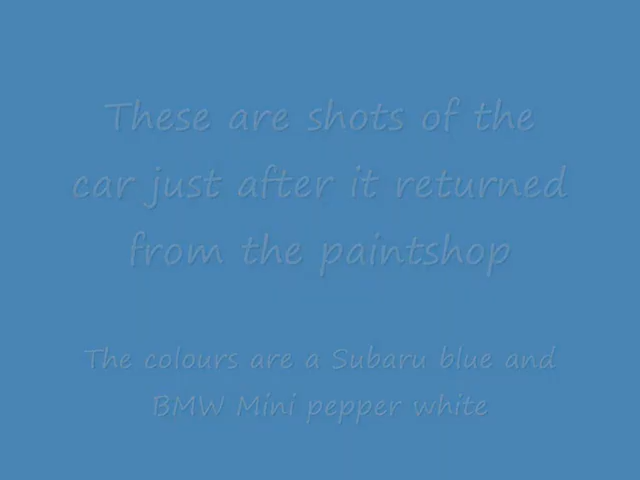 These are shots of the
car just after it returned
from the paintshop
The colours are a Subaru blue and
BMW Mini pepper white